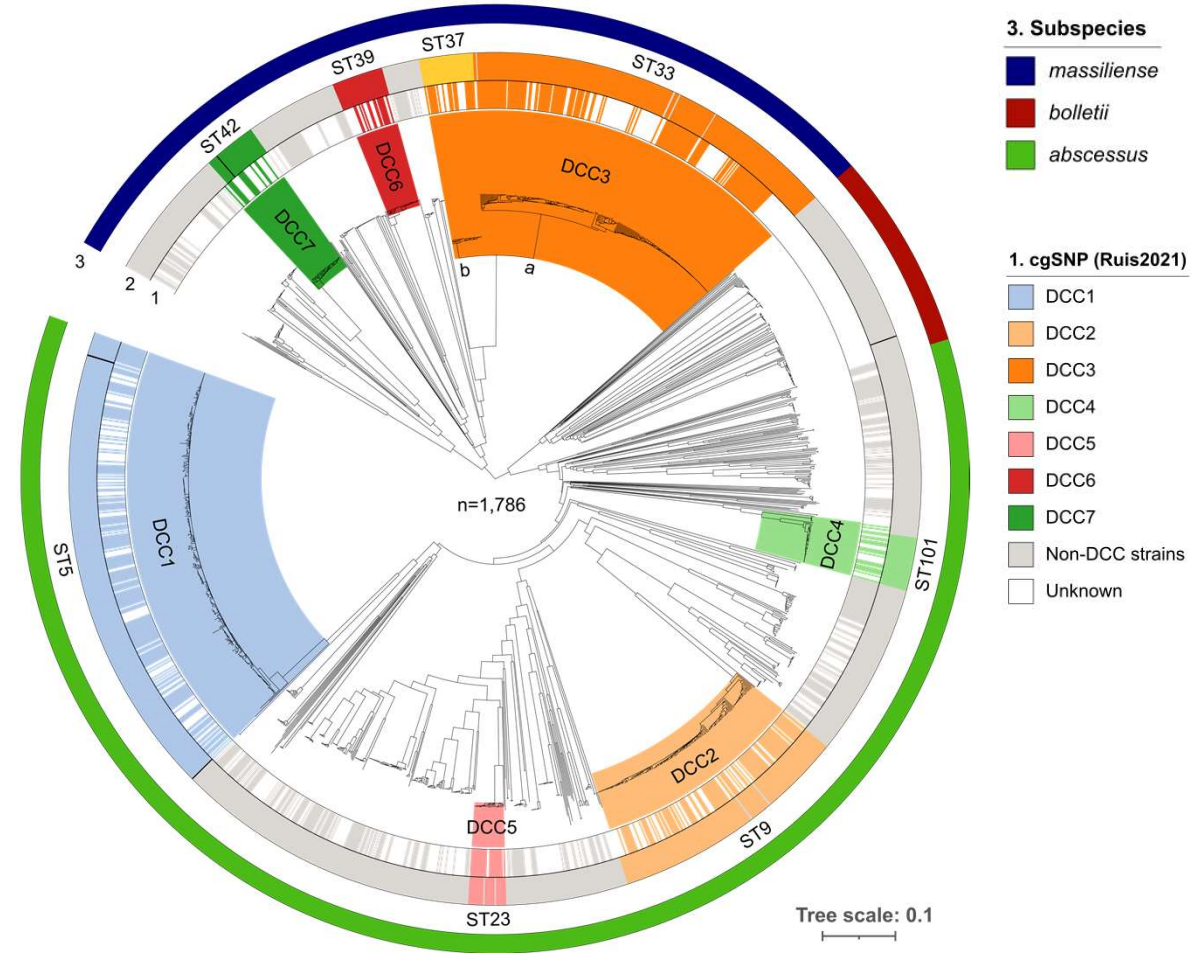 ST37
ST39
ST33
ST42
DCC6
DCC3
DCC7
3
2
1
b
a
n=1,786
DCC4
ST101
DCC1
ST5
DCC2
ST9
DCC5
ST23
Tree scale: 0.1
3. Subspecies
massiliense
bolletii
abscessus
1. cgSNP (Ruis2021)
DCC1
DCC2
DCC3
DCC4
DCC5
DCC6
DCC7
Non-DCC strains
Unknown